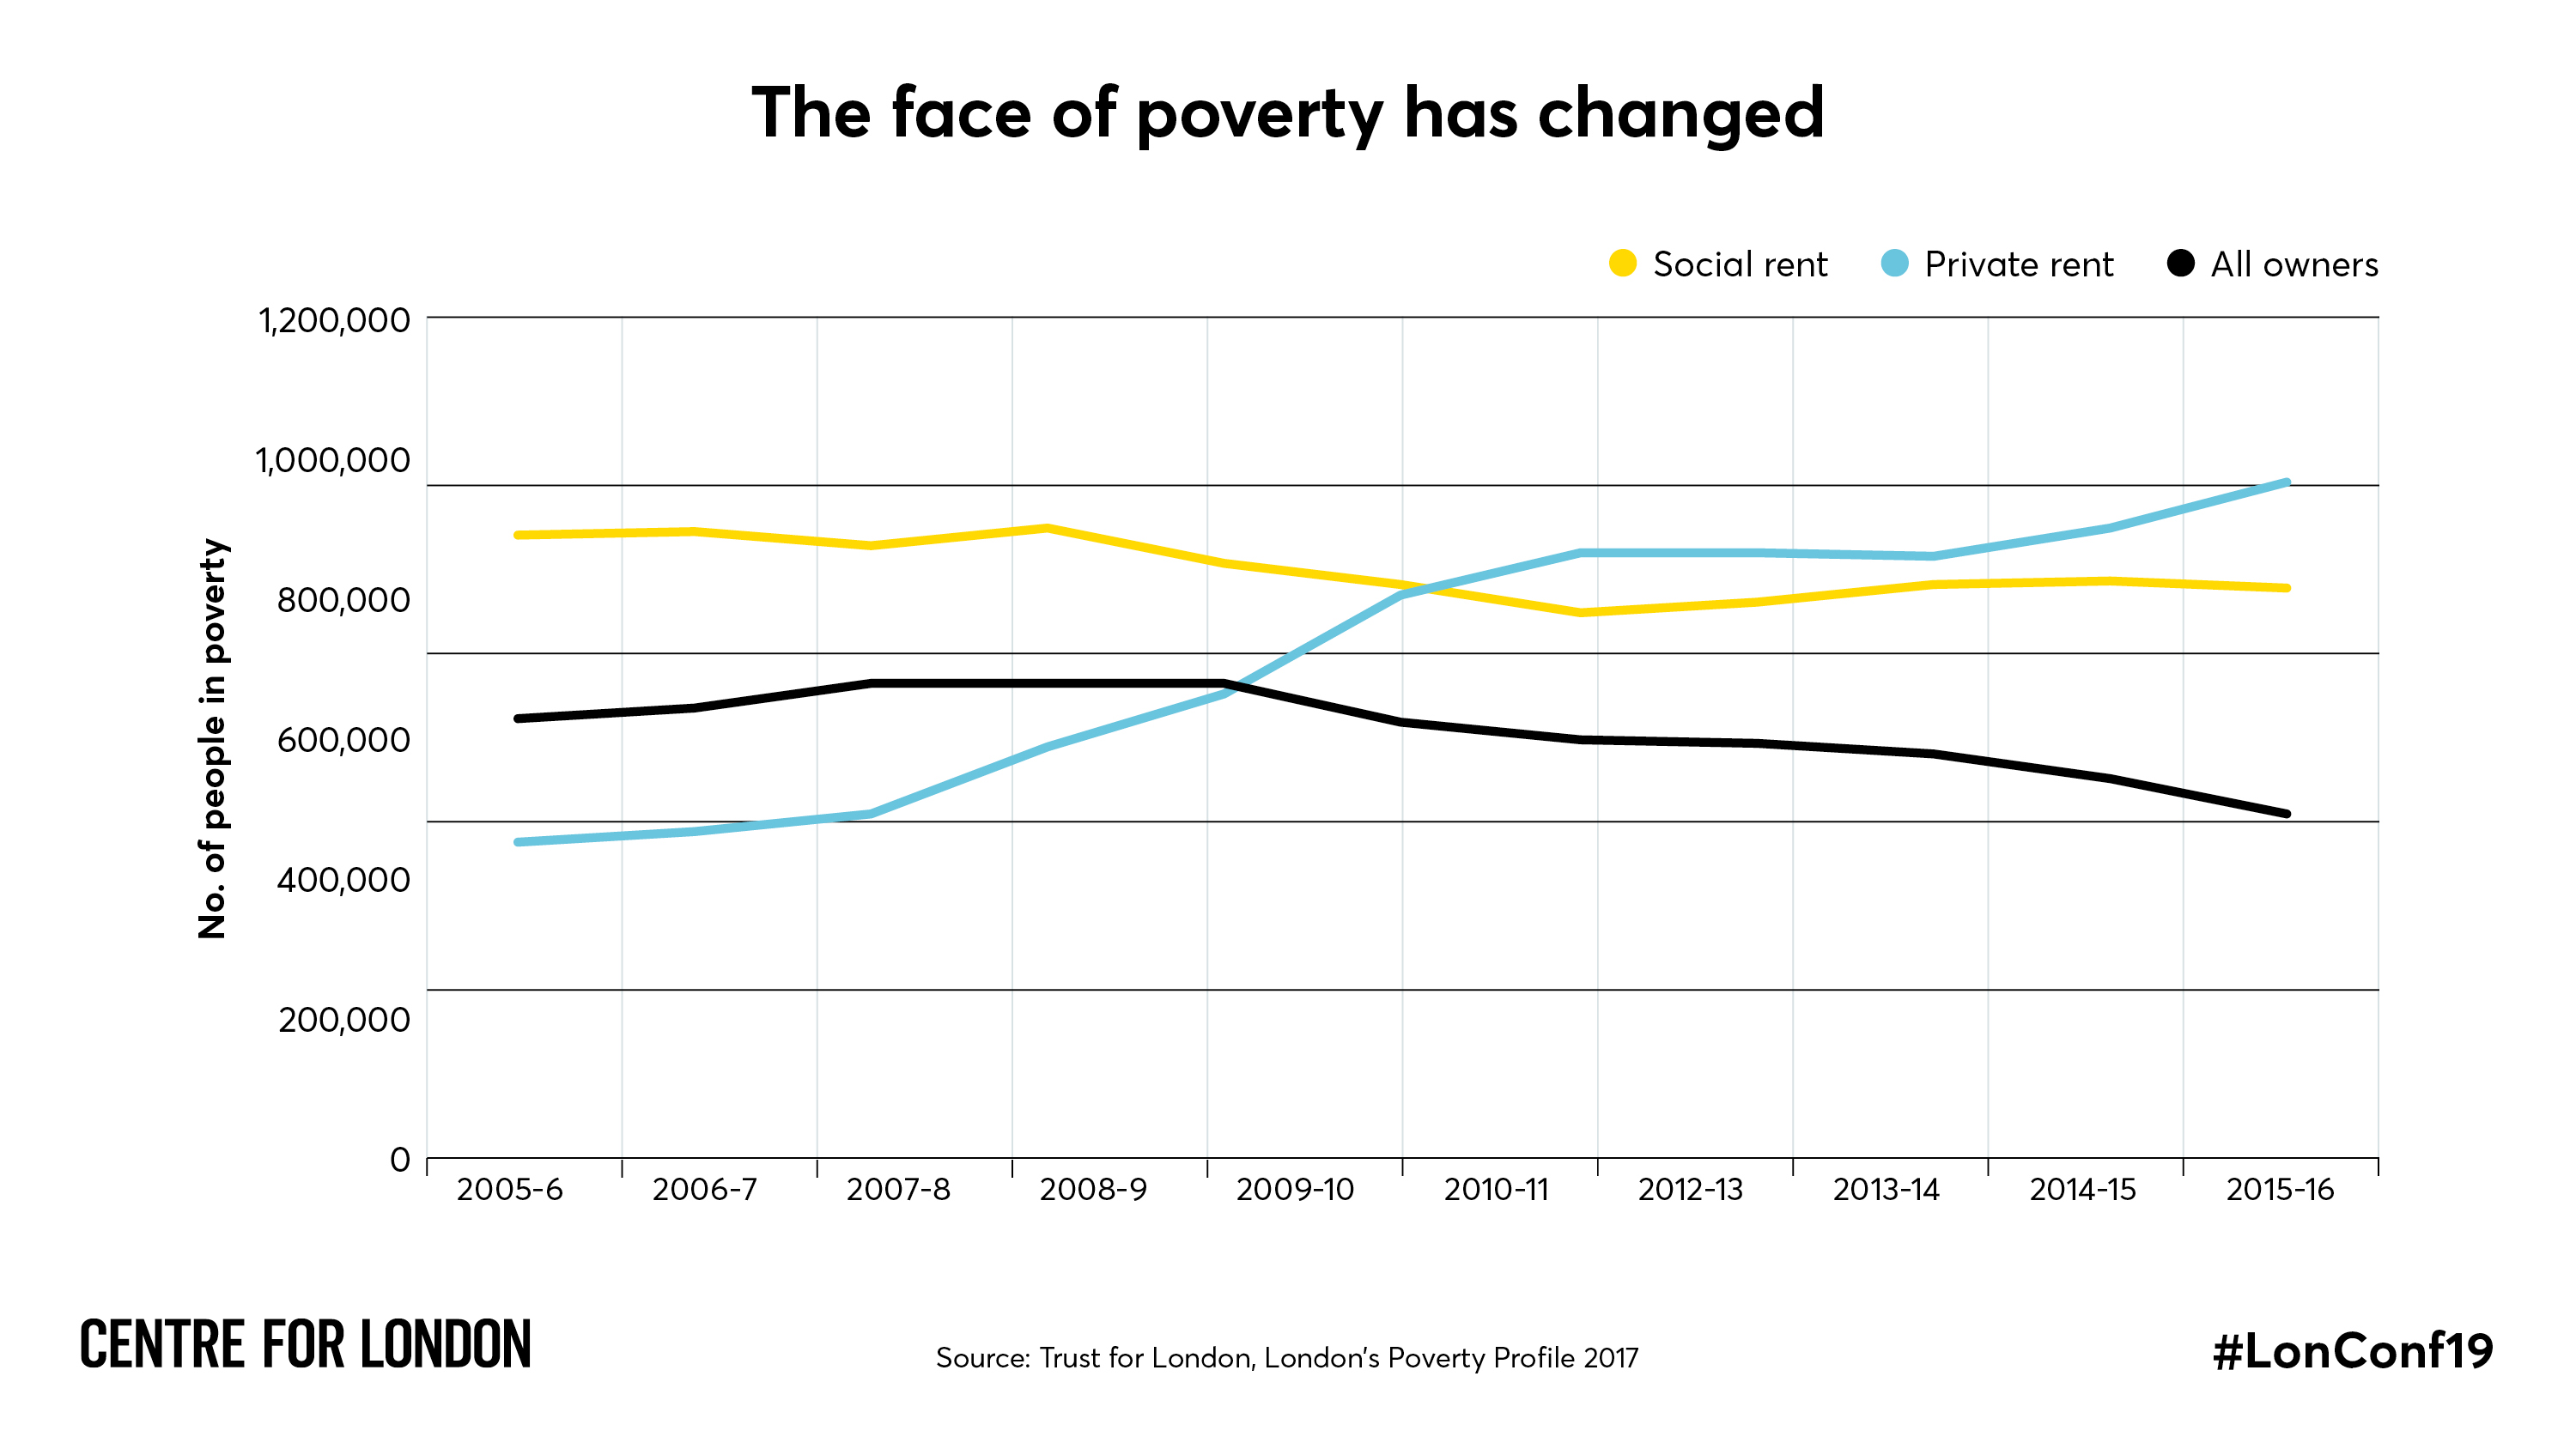 The face of poverty has changed
Social rent
Private rent
All owners
1,200,000
1,000,000
800,000
600,000
400,000
200,000
0
No. of people in poverty
2005-6
2006-7
2007-8
2008-9
2009-10
2010-11
2012-13
2013-14
2014-15
2015-16
CENTRE FOR LONDON
Source: Trust for London, London's Poverty Profile 2017
#LonConf19